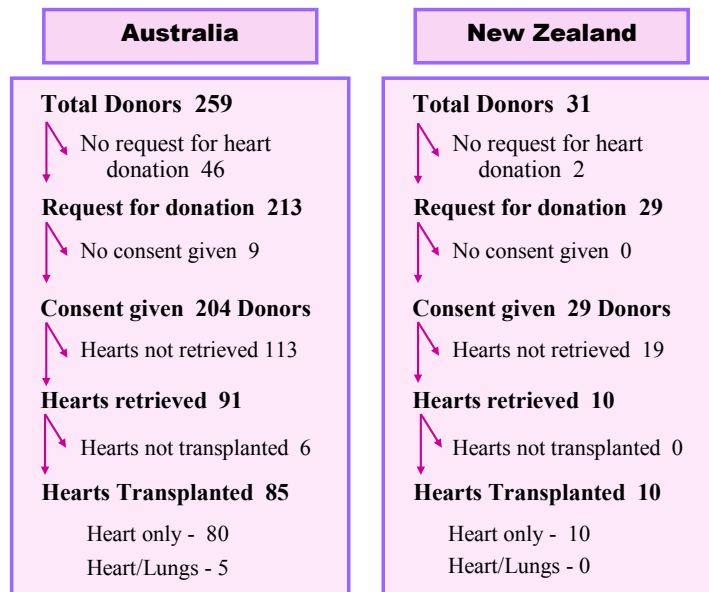 Australia
Total Donors 259
No request for heart
donation 46
Request for donation 213
No consent given 9
Consent given 204 Donors
Hearts not retrieved 113
Hearts retrieved 91
Hearts not transplanted 6
Hearts Transplanted 85
Heart only - 80
Heart/Lungs - 5
New Zealand
Total Donors 31
No request for heart
donation 2
Request for donation 29
No consent given 0
Consent given 29 Donors
Hearts not retrieved 19
Hearts retrieved 10
Hearts not transplanted 0
Hearts Transplanted 10
Heart only - 10
Heart/Lungs - 0